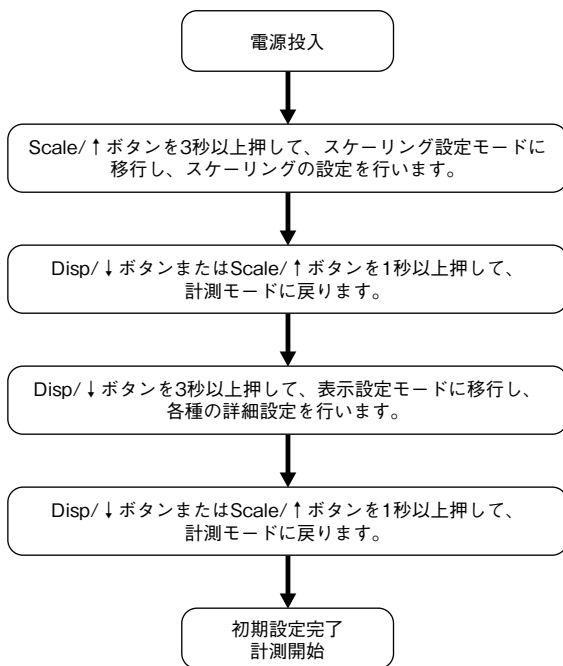 電源投入
Scale/↑ボタンを3秒以上押して、スケーリング設定モードに
移行し、スケーリングの設定を行います。
Disp/↓ボタンまたはScale/↑ボタンを1秒以上押して、
計測モードに戻ります。
Disp/↓ボタンを3秒以上押して、表示設定モードに移行し、
各種の詳細設定を行います。
Disp/↓ボタンまたはScale/↑ボタンを1秒以上押して、
計測モードに戻ります。
初期設定完了
計測開始